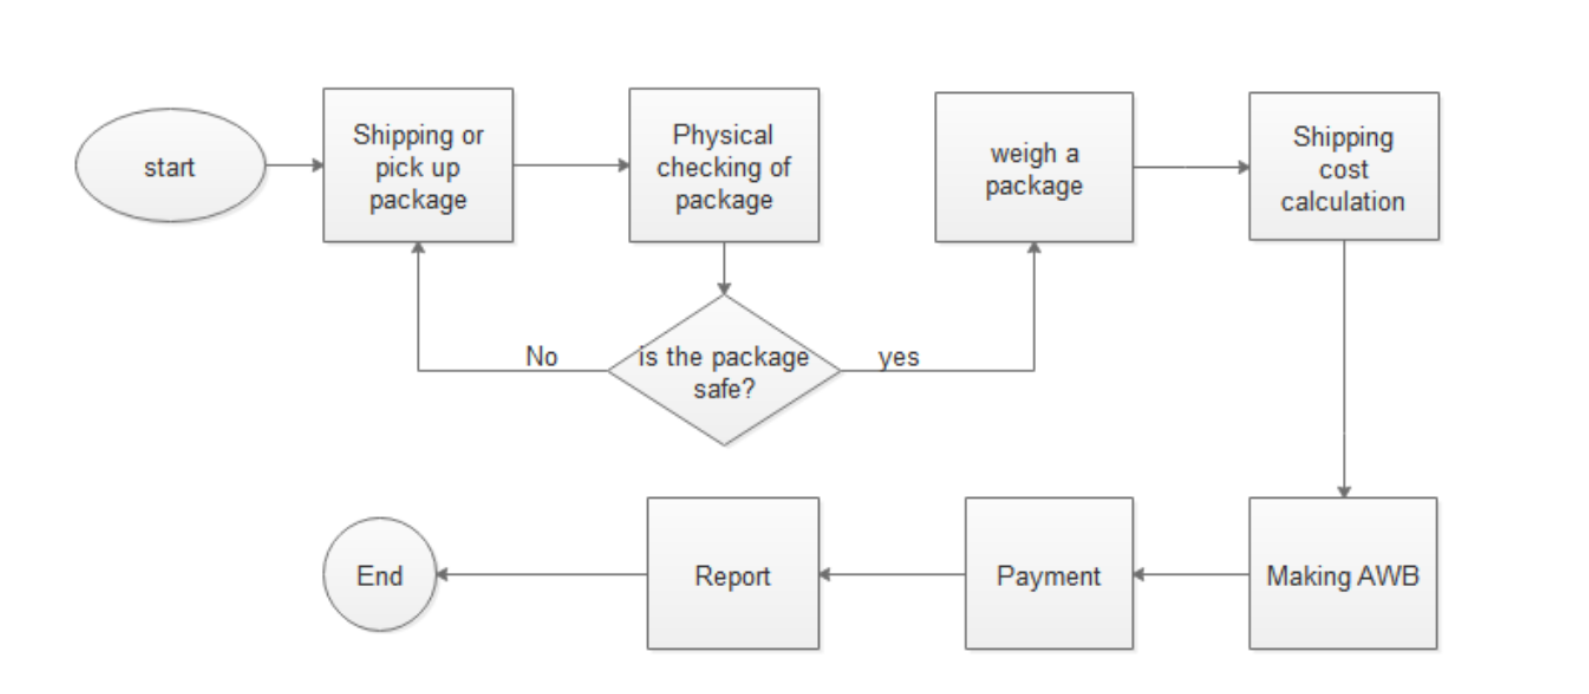 start
Shipping or
pick up
package
Physical
checking of
package
weigh a
package
Shipping
cost
calculation
No
is the package
safe?
yes
End
Report
Payment
Making AWB